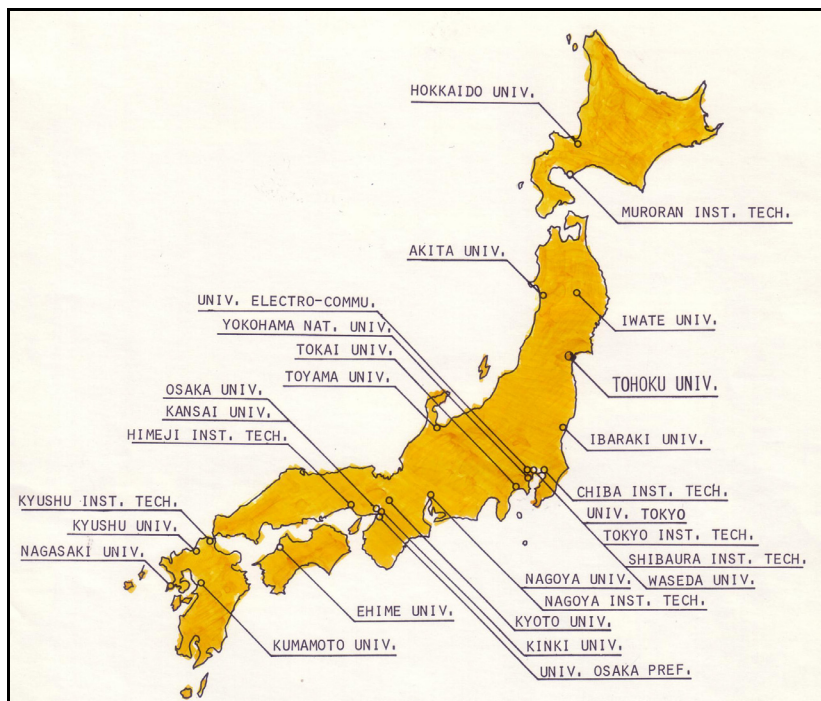 HOKKAIDO UNIV.
MURORAN INST. TECH.
AKITA UNIV.
UNIV. ELECTRO-COMMU.
IWATE UNIV.
YOKOHAMA NAT. UNIV.
TOKAI UNIV.
TOYAMA UNIV.
TOHOKU UNIV.
OSAKA UNIV.
KANSAI UNIV.
HIMEJI INST. TECH.
IBARAKI UNIV.
KYUSHU INST. TECH.
KYUSHU UNIV.
NAGASAKI UNIV.
CHIBA INST. TECH.
UNIV. TOKYO
TOKYO INST. TECH.
SHIBAURA INST. TECH.
WASEDA UNIV.
NAGOYA UNIV.
NAGOYA INST. TECH.
EHIME UNIV.
KYOTO UNIV.
KUMAMOTO UNIV.
KINKI UNIV.
UNIV. OSAKA PREF.